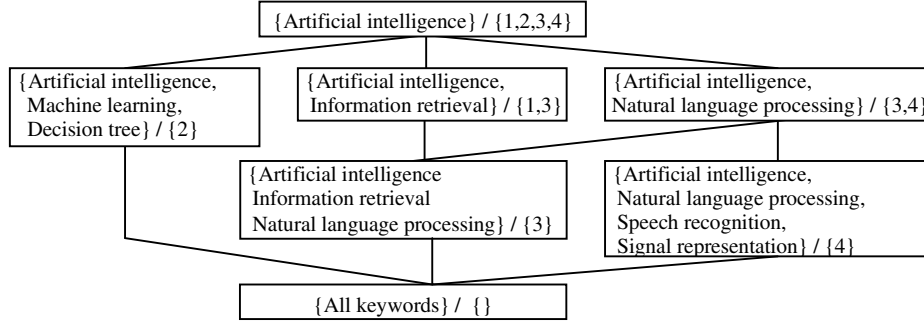 {Artificial intelligence} / {1,2,3,4}
{Artificial intelligence,
Machine learning,
Decision tree} / {2}
{Artificial intelligence,
Information retrieval} / {1,3}
{Artificial intelligence,
Natural language processing} / {3,4}
{Artificial intelligence
Information retrieval
Natural language processing} / {3}
{Artificial intelligence,
Natural language processing,
Speech recognition,
Signal representation} / {4}
{All keywords} / {}